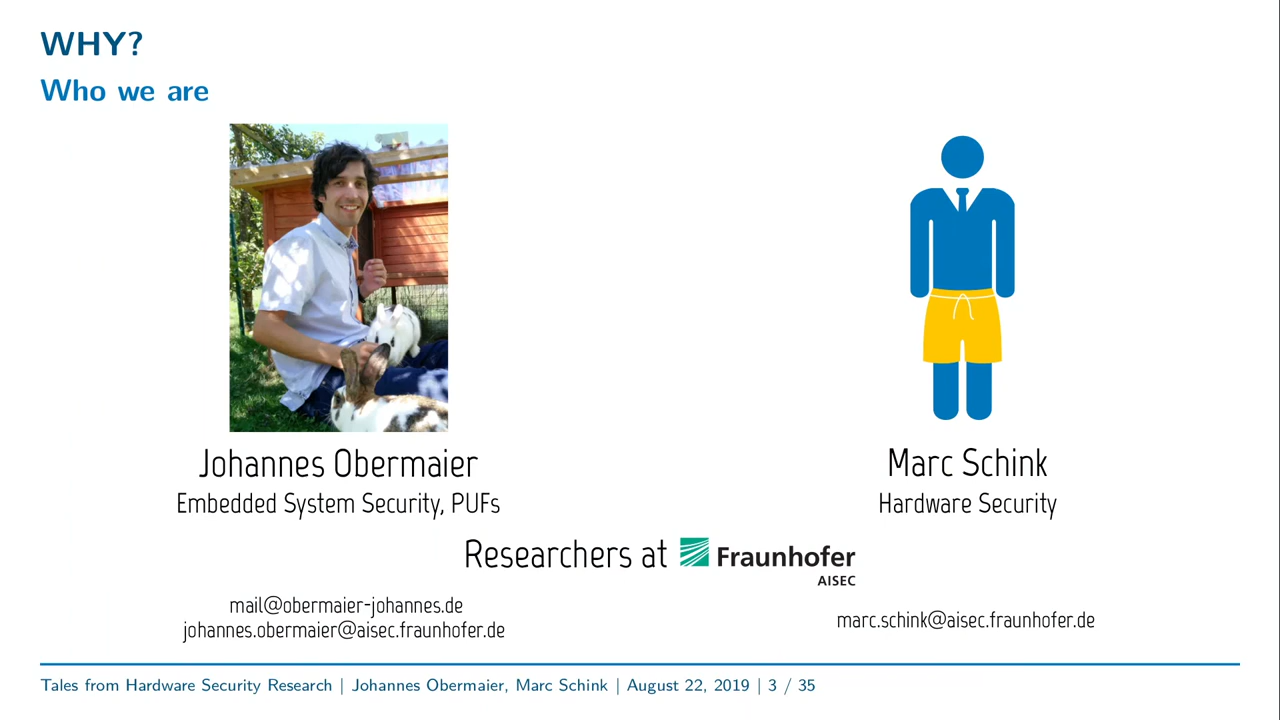 WHY?
Who we are
Johannes Obermaier
Embedded System Security, PUFs
Marc Schink
Hardware Security
Researchers at Fraunhofer
AISEC
mail@obermaier-johannes.de
johannes.obermaier@aisec.fraunhofer.de
marc.schink@aisec.fraunhofer.de
Tales from Hardware Security Research | Johannes Obermaier, Marc Schink | August 22, 2019 | 3 / 35